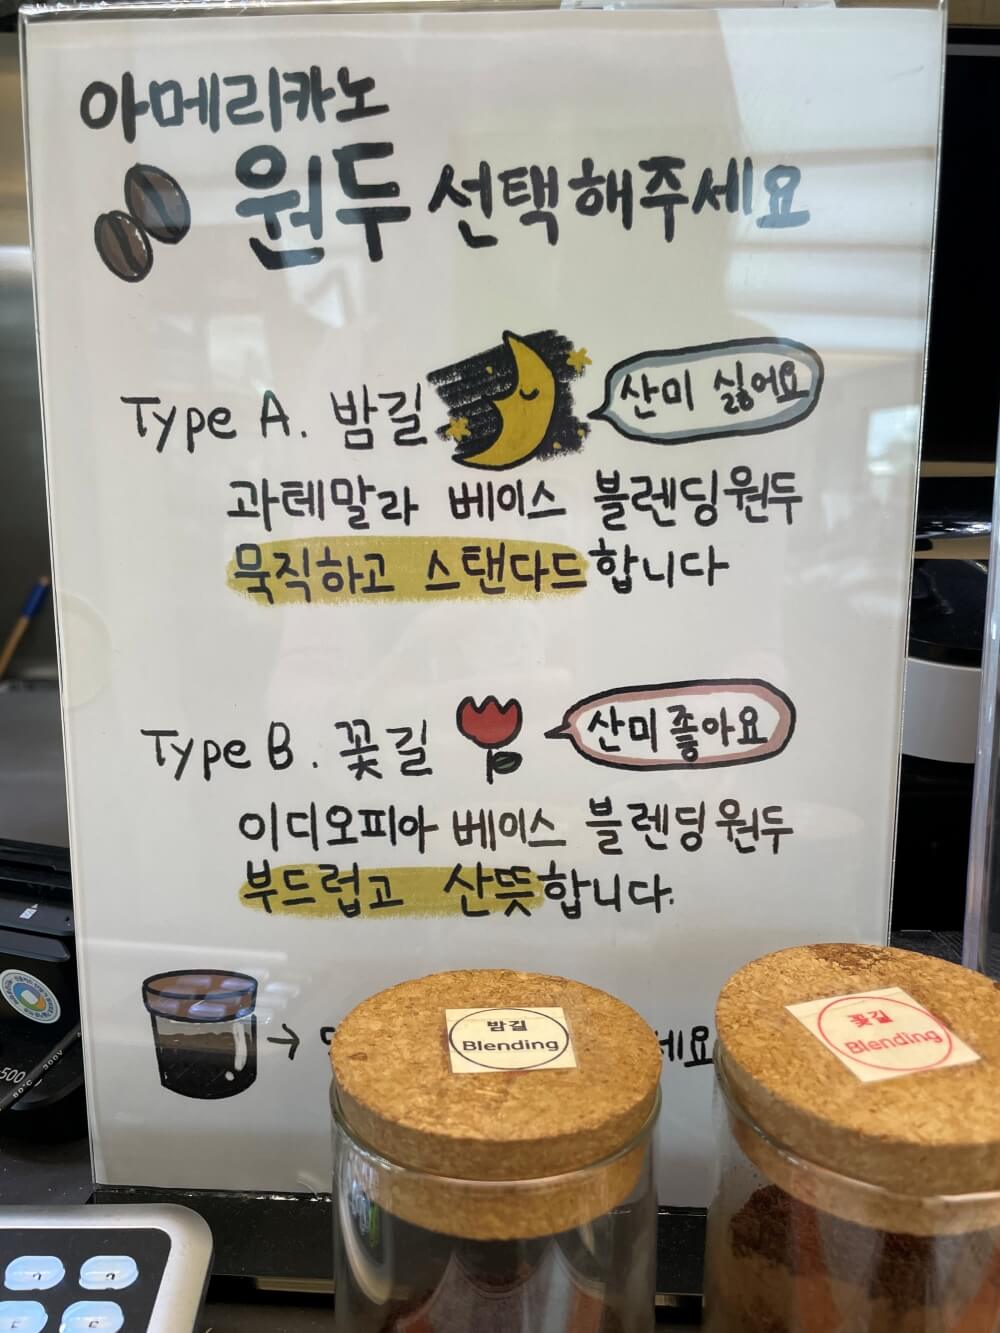 아메리카노
원두 선택해주세요
Type A. 밤길
산미 싫어요
과테말라 베이스 블렌딩원두
묵직하고 스탠다드합니다
Type B. 꽃길
산미좋아요
이디오피아 베이스 블렌딩원두
부드럽고 산뜻합니다.
밤길
Blending
꽃길
Blending